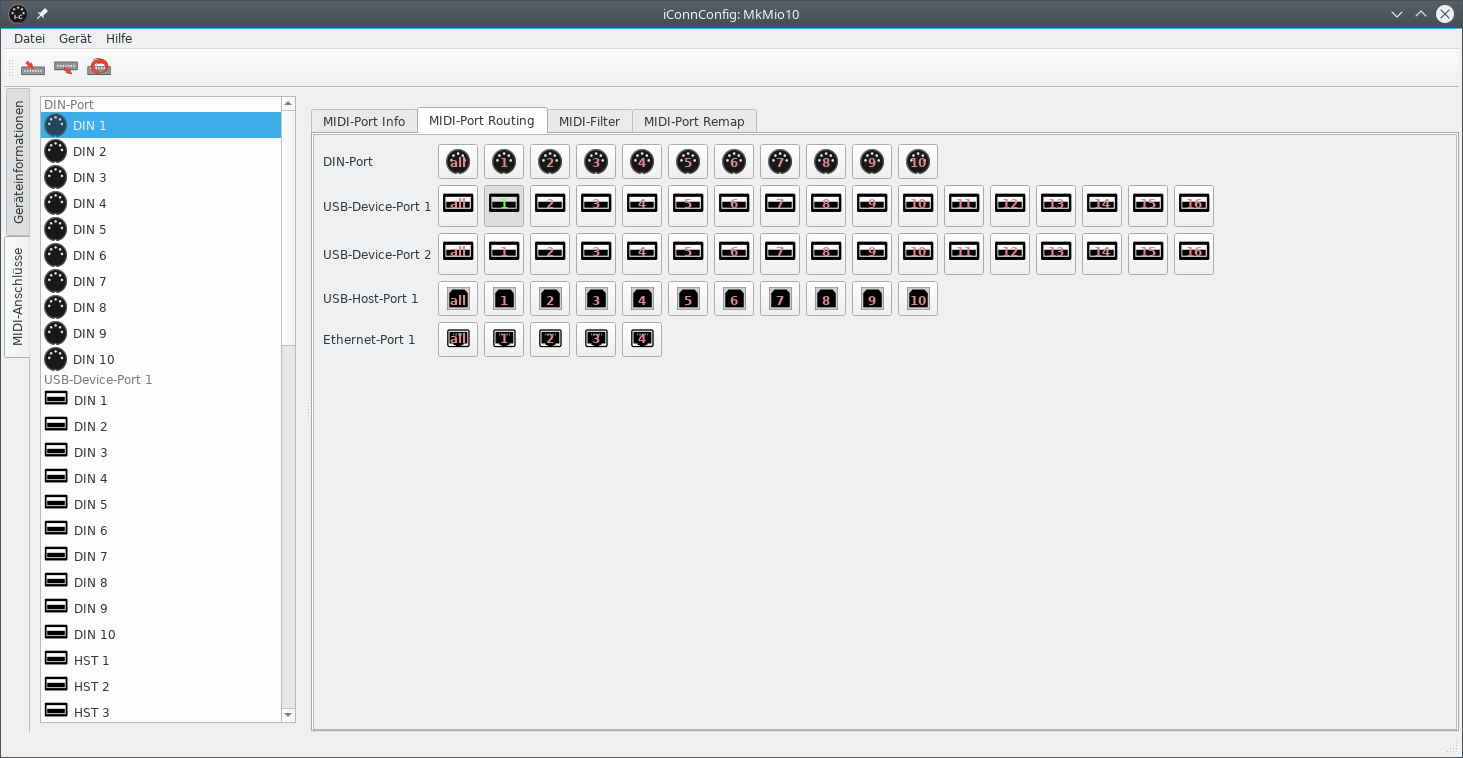 iConnConfig: MkMio10
Datei Gerät Hilfe
Geräteinformationen
MIDI-Anschlüsse
DIN-Port
DIN 1
DIN 2
DIN 3
DIN 4
DIN 5
DIN 6
DIN 7
DIN 8
DIN 9
DIN 10
USB-Device-Port 1
DIN 1
DIN 2
DIN 3
DIN 4
DIN 5
DIN 6
DIN 7
DIN 8
DIN 9
DIN 10
HST 1
HST 2
HST 3
MIDI-Port Info MIDI-Port Routing MIDI-Filter MIDI-Port Remap
DIN-Port all 1 2 3 4 5 6 7 8 9 10
USB-Device-Port 1 all 1 2 3 4 5 6 7 8 9 10 11 12 13 14 15 16
USB-Device-Port 2 all 1 2 3 4 5 6 7 8 9 10 11 12 13 14 15 16
USB-Host-Port 1 all 1 2 3 4 5 6 7 8 9 10
Ethernet-Port 1 all 1 2 3 4